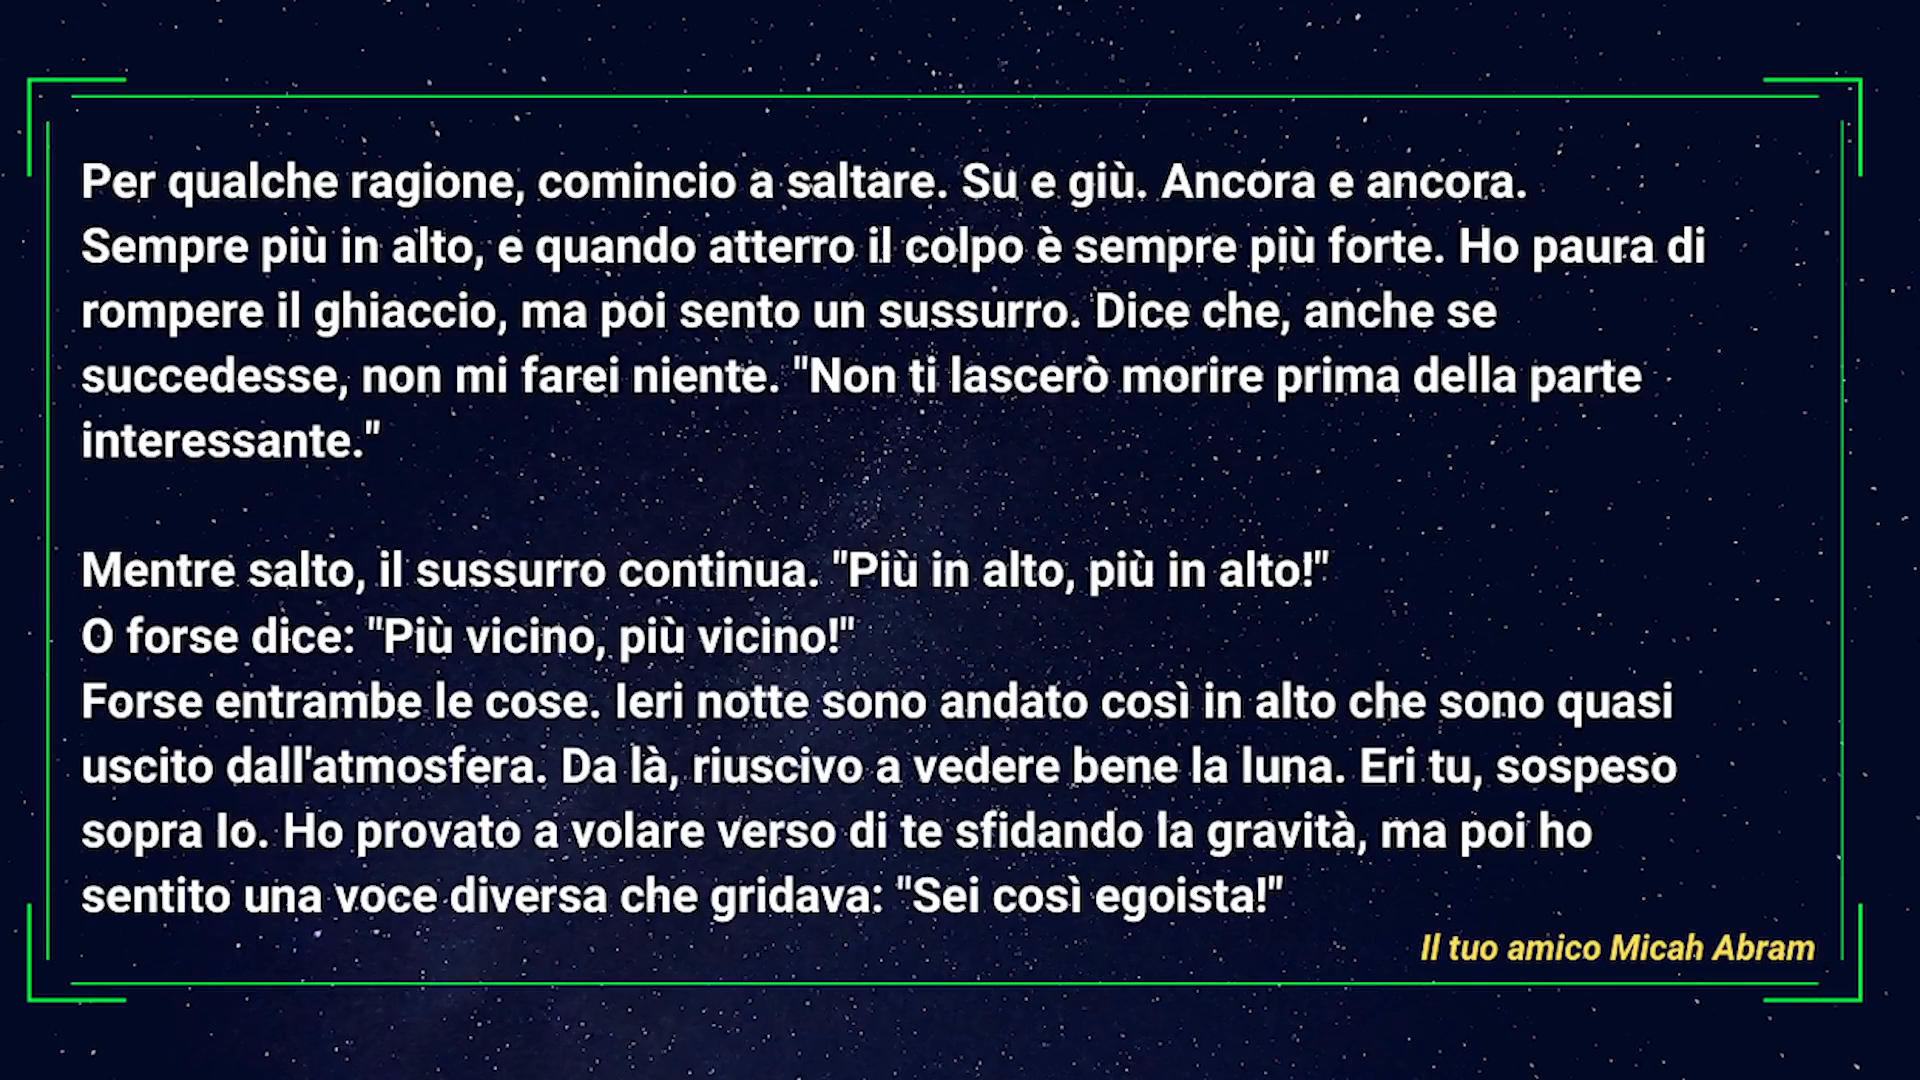 Per qualche ragione, comincio a saltare. Su e giù. Ancora e ancora.
Sempre più in alto, e quando atterro il colpo è sempre più forte. Ho paura di
rompere il ghiaccio, ma poi sento un sussurro. Dice che, anche se
succedesse, non mi farei niente. "Non ti lascerò morire prima della parte
interessante."
Mentre salto, il sussurro continua. "Più in alto, più in alto!"
O forse dice: "Più vicino, più vicino!"
Forse entrambe le cose. Ieri notte sono andato così in alto che sono quasi
uscito dall'atmosfera. Da là, riuscivo a vedere bene la luna. Eri tu, sospeso
sopra Io. Ho provato a volare verso di te sfidando la gravità, ma poi ho
sentito una voce diversa che gridava: "Sei così egoista!"
Il tuo amico Micah Abram